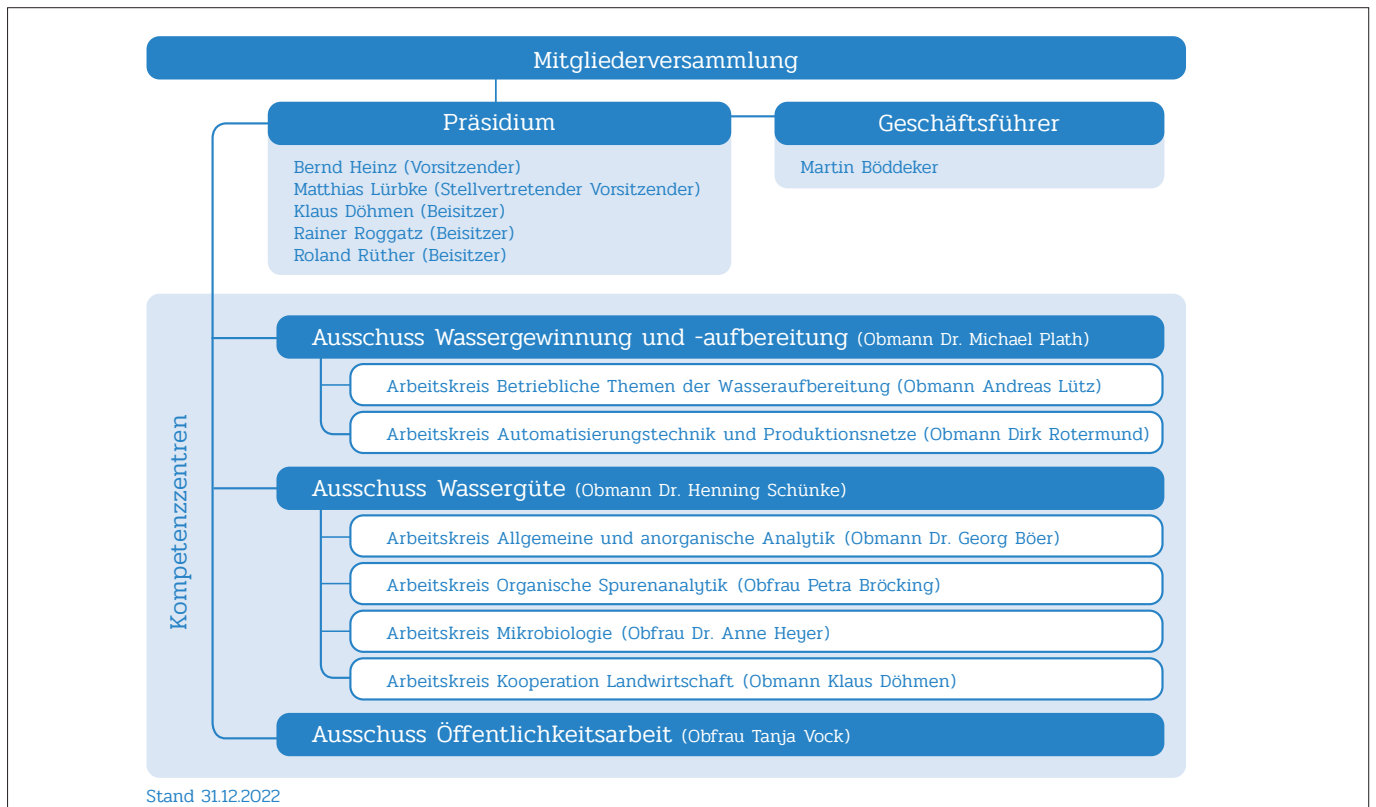 Mitgliederversammlung
Präsidium
Bernd Heinz (Vorsitzender)
Matthias Lürbke (Stellvertretender Vorsitzender)
Klaus Döhmen (Beisitzer)
Rainer Roggatz (Beisitzer)
Roland Rüther (Beisitzer)
Geschäftsführer
Martin Böddeker
Kompetenzzentren
Ausschuss Wassergewinnung und -aufbereitung (Obmann Dr. Michael Plath)
Arbeitskreis Betriebliche Themen der Wasseraufbereitung (Obmann Andreas Lütz)
Arbeitskreis Automatisierungstechnik und Produktionsnetze (Obmann Dirk Rotermund)
Ausschuss Wassergüte (Obmann Dr. Henning Schünke)
Arbeitskreis Allgemeine und anorganische Analytik (Obmann Dr. Georg Böer)
Arbeitskreis Organische Spurenanalytik (Obfrau Petra Bröcking)
Arbeitskreis Mikrobiologie (Obfrau Dr. Anne Heyer)
Arbeitskreis Kooperation Landwirtschaft (Obmann Klaus Döhmen)
Ausschuss Öffentlichkeitsarbeit (Obfrau Tanja Vock)
Stand 31.12.2022